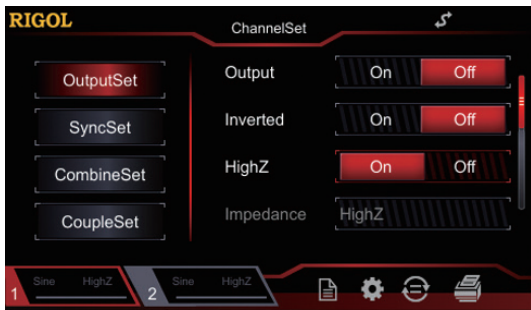 RIGOL
ChannelSet
OutputSet
SyncSet
CombineSet
CoupleSet
Output On Off
Inverted On Off
HighZ On Off
Impedance HighZ
1 Sine HighZ
2 Sine HighZ